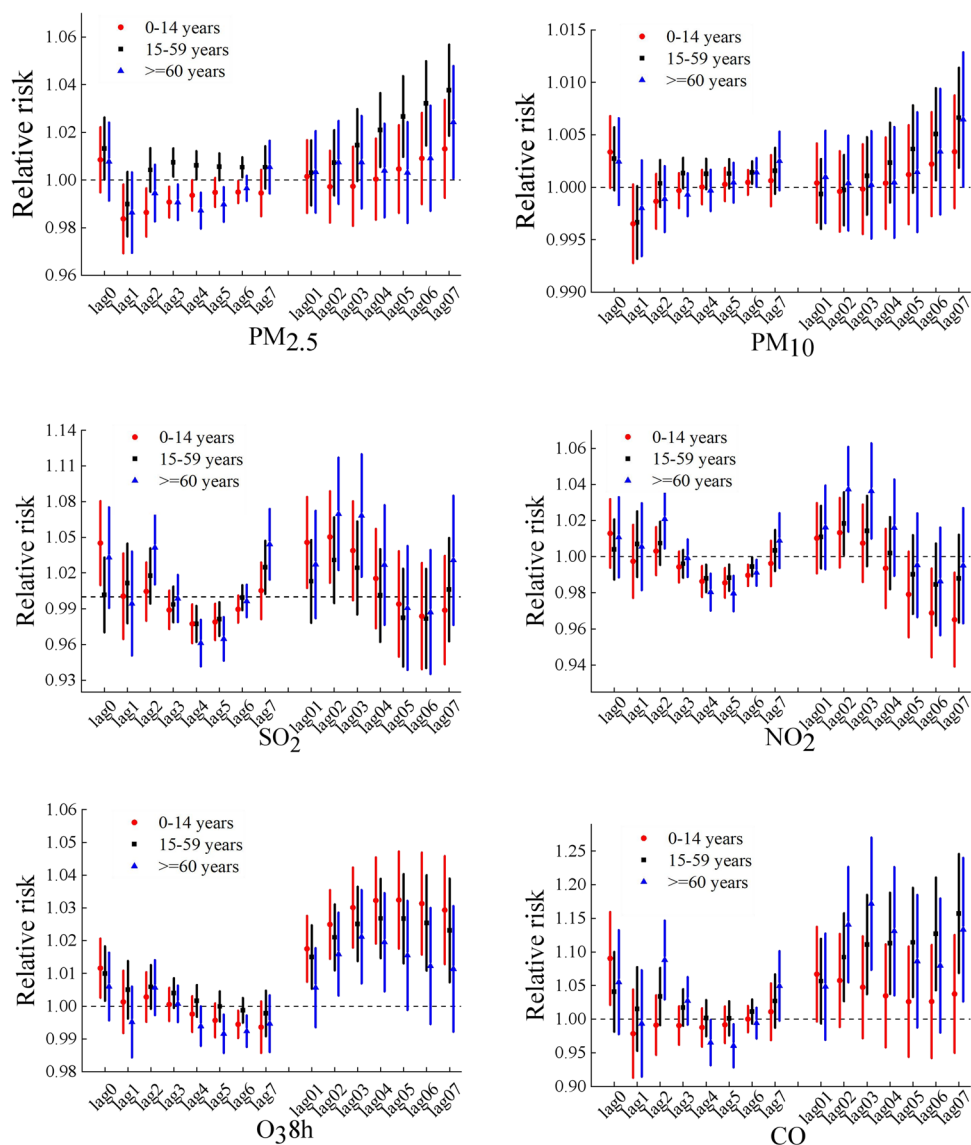 Relative risk
1.06
1.04
1.02
1.00
0.98
0.96
0-14 years
15-59 years
>=60 years
lag0 lag1 lag2 lag3 lag4 lag5 lag6 lag7 lag01 lag02 lag03 lag04 lag05 lag06 lag07
PM2.5
Relative risk
1.015
1.010
1.005
1.000
0.995
0.990
0-14 years
15-59 years
>=60 years
lag0 lag1 lag2 lag3 lag4 lag5 lag6 lag7 lag01 lag02 lag03 lag04 lag05 lag06 lag07
PM10
Relative risk
1.14
1.11
1.08
1.05
1.02
0.99
0.96
0.93
0-14 years
15-59 years
>=60 years
lag0 lag1 lag2 lag3 lag4 lag5 lag6 lag7 lag01 lag02 lag03 lag04 lag05 lag06 lag07
SO2
Relative risk
1.06
1.04
1.02
1.00
0.98
0.96
0.94
0-14 years
15-59 years
>=60 years
lag0 lag1 lag2 lag3 lag4 lag5 lag6 lag7 lag01 lag02 lag03 lag04 lag05 lag06 lag07
NO2
Relative risk
1.06
1.05
1.04
1.03
1.02
1.01
1.00
0.99
0.98
0-14 years
15-59 years
>=60 years
lag0 lag1 lag2 lag3 lag4 lag5 lag6 lag7 lag01 lag02 lag03 lag04 lag05 lag06 lag07
O38h
Relative risk
1.25
1.20
1.15
1.10
1.05
1.00
0.95
0.90
0-14 years
15-59 years
>=60 years
lag0 lag1 lag2 lag3 lag4 lag5 lag6 lag7 lag01 lag02 lag03 lag04 lag05 lag06 lag07
CO